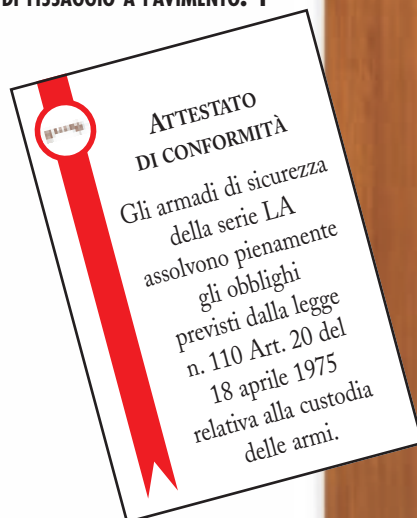 DI FISSAGGIO A PAVIMENTO.
ATTESTATO
DI CONFORMITÀ
Gli armadi di sicurezza
della serie LA
assolvono pienamente
gli obblighi
previsti dalla legge
n. 110 Art. 20 del
18 aprile 1975
relativa alla custodia
delle armi.